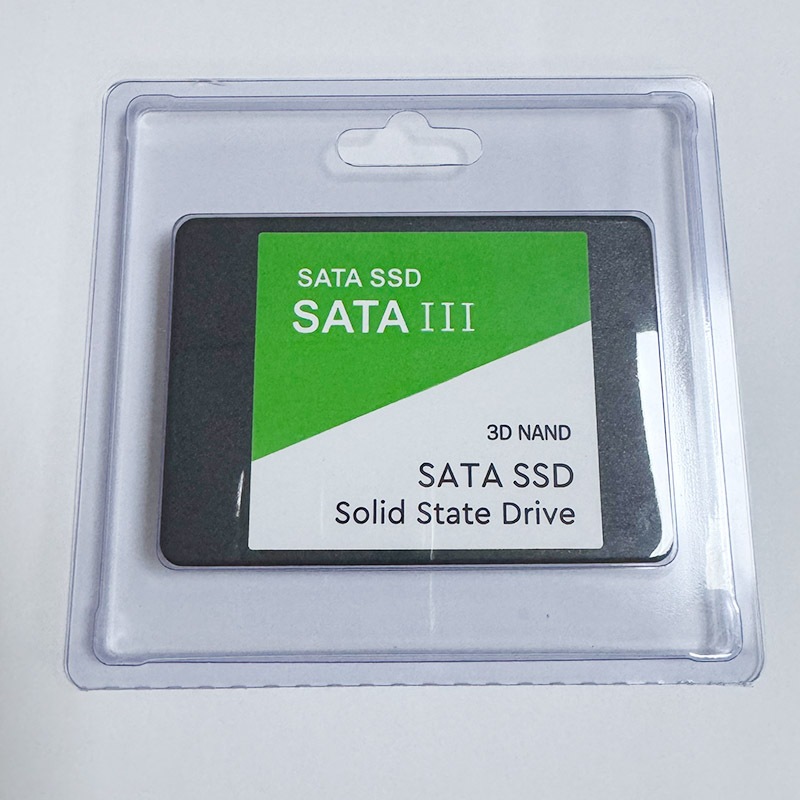 SATA SSD
SATA III
3D NAND
SATA SSD
Solid State Drive